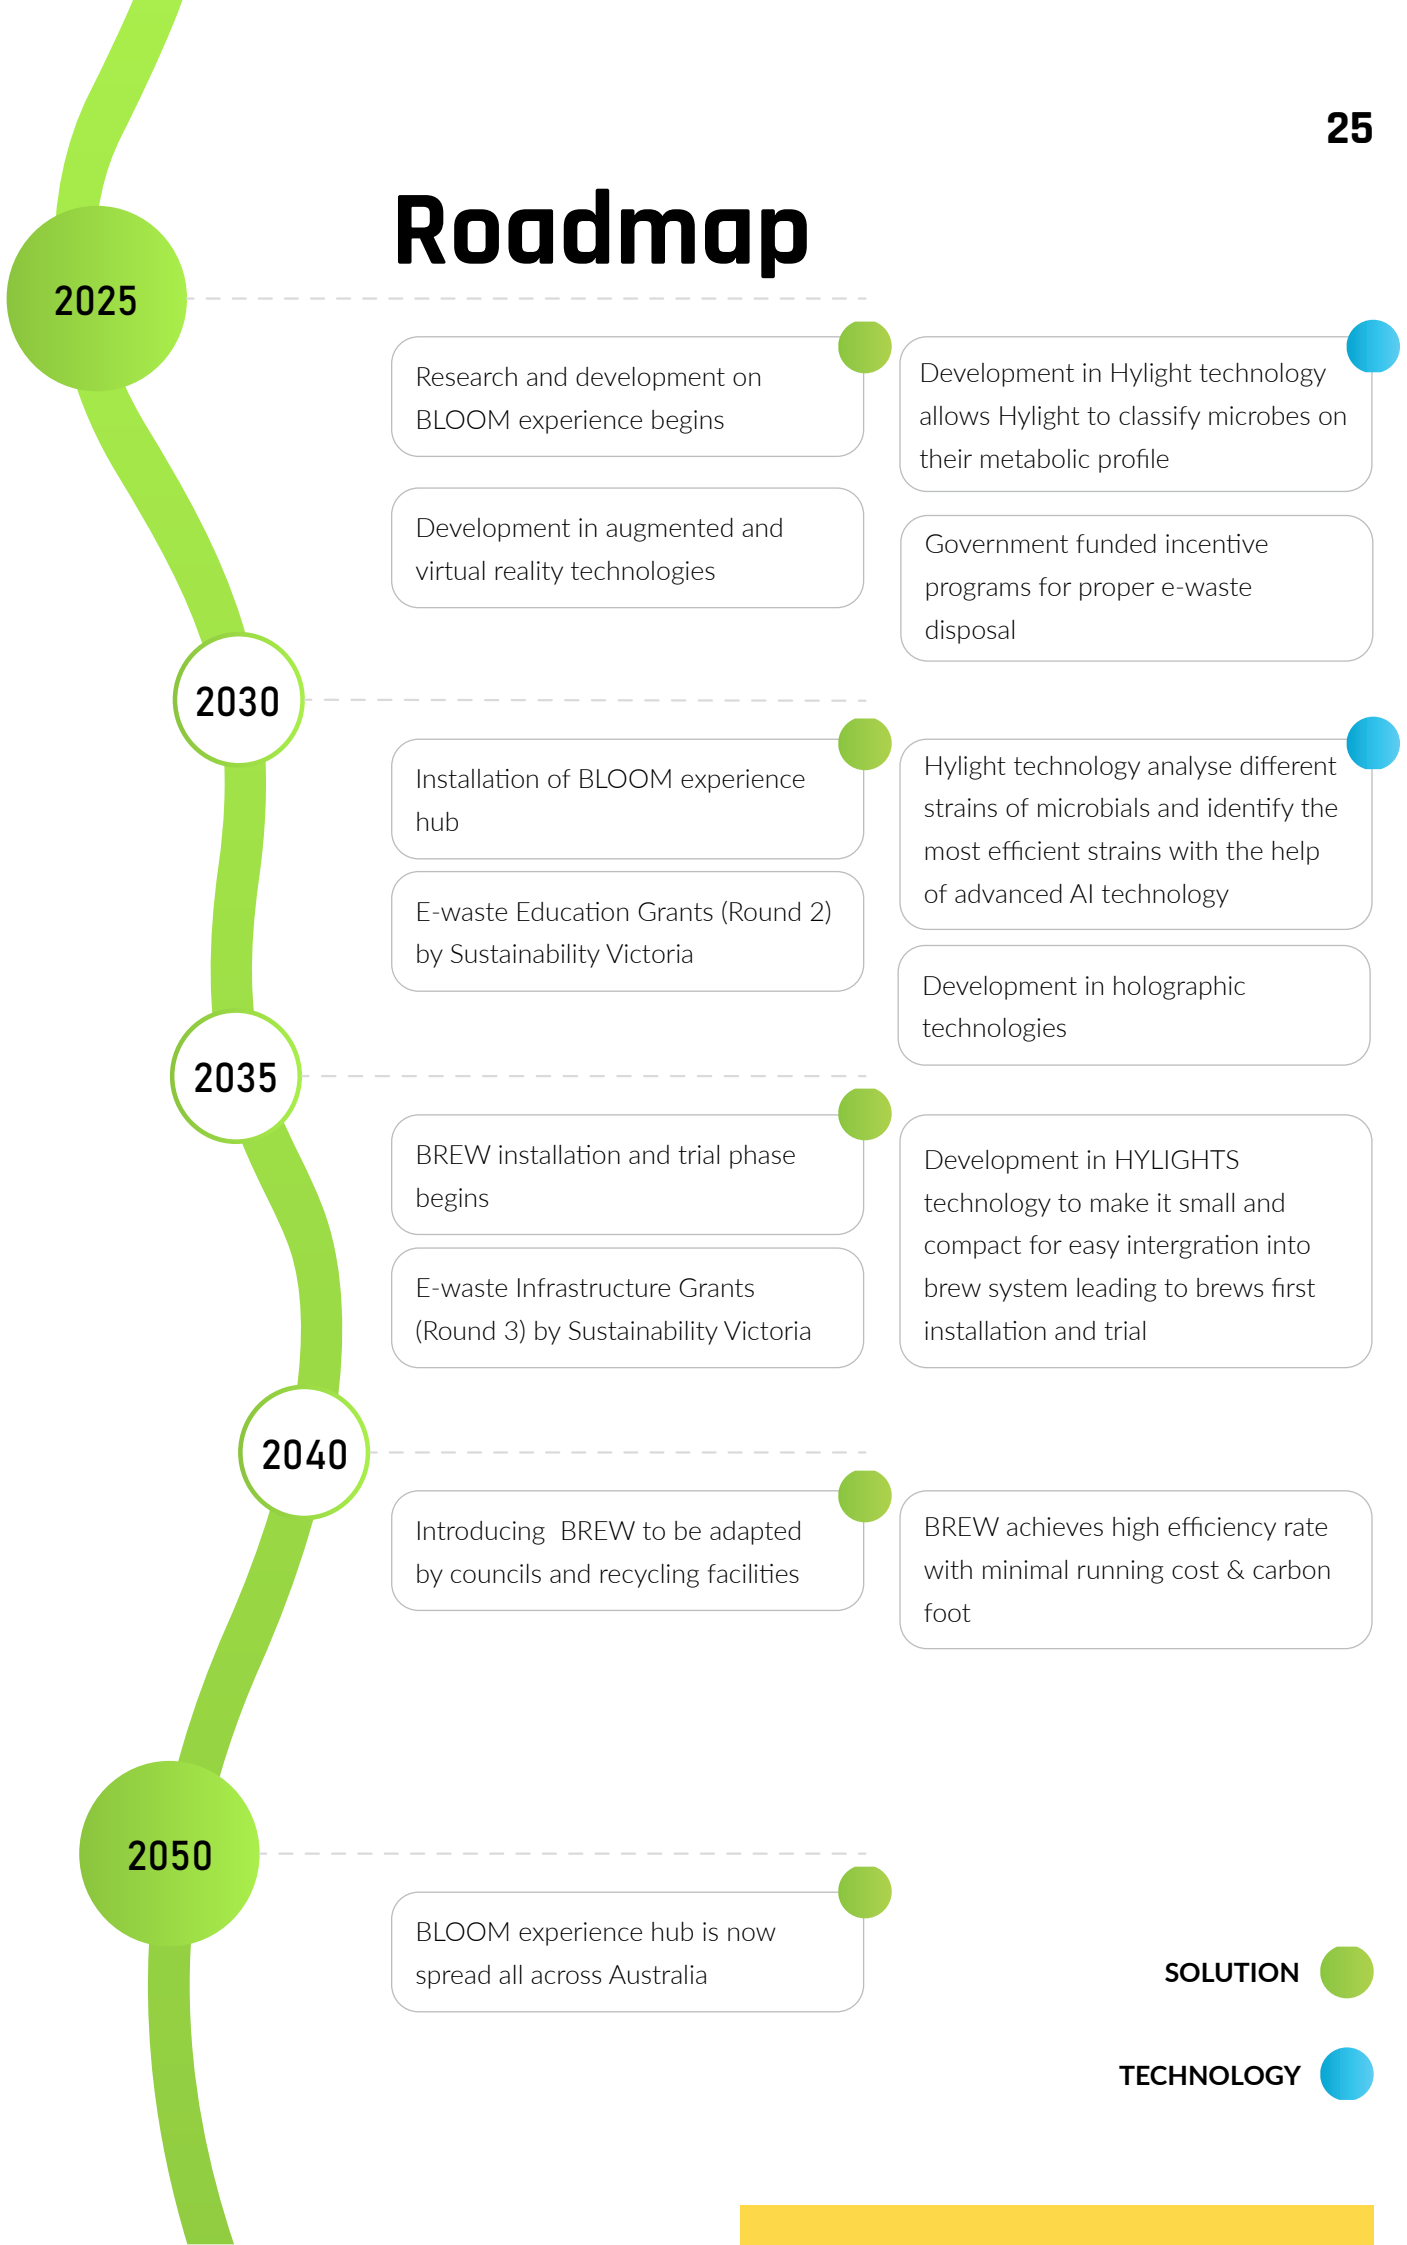 25
Roadmap
2025
Research and development on
BLOOM experience begins
Development in Hylight technology
allows Hylight to classify microbes on
their metabolic profile
Development in augmented and
virtual reality technologies
Government funded incentive
programs for proper e-waste
disposal
2030
Installation of BLOOM experience
hub
Hylight technology analyse different
strains of microbials and identify the
most efficient strains with the help
of advanced AI technology
E-waste Education Grants (Round 2)
by Sustainability Victoria
Development in holographic
technologies
2035
BREW installation and trial phase
begins
Development in HYLIGHTS
technology to make it small and
compact for easy intergration into
brew system leading to brews first
installation and trial
E-waste Infrastructure Grants
(Round 3) by Sustainability Victoria
2040
Introducing  BREW to be adapted
by councils and recycling facilities
BREW achieves high efficiency rate
with minimal running cost & carbon
foot
2050
BLOOM experience hub is now
spread all across Australia
SOLUTION
TECHNOLOGY